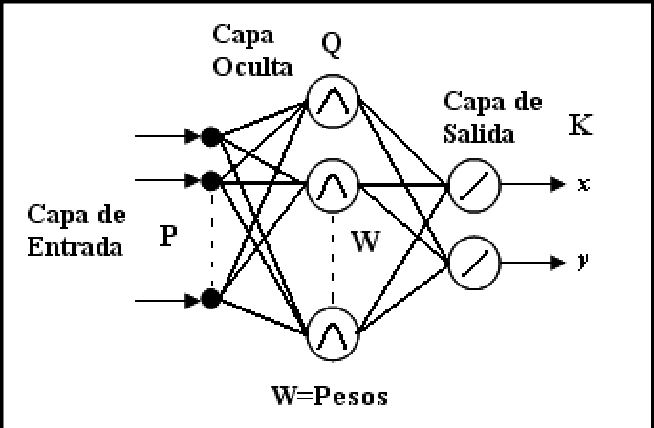 Capa
Oculta
Q
Capa de
Salida
K
x
Capa de
Entrada
P
W
y
W=Pesos